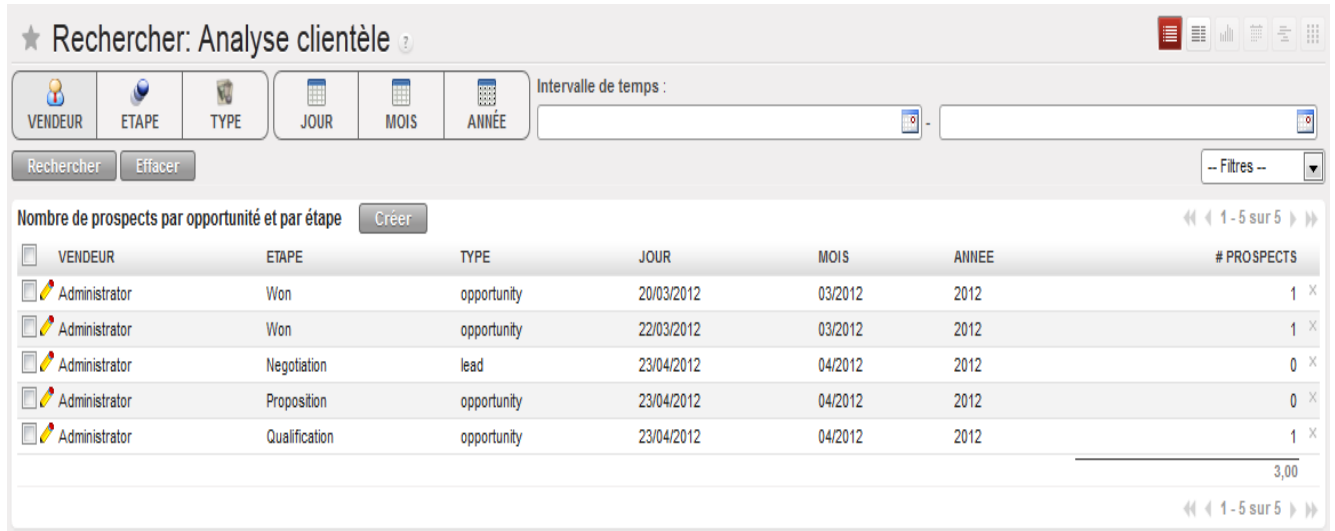 Rechercher: Analyse clientèle ?
VENDEUR ETAPE TYPE JOUR MOIS ANNÉE Intervalle de temps :
-
Rechercher Effacer -- Filtres --
Nombre de prospects par opportunité et par étape Créer 1 - 5 sur 5
VENDEUR ETAPE TYPE JOUR MOIS ANNEE # PROSPECTS
Administrator Won opportunity 20/03/2012 03/2012 2012 1
Administrator Won opportunity 22/03/2012 03/2012 2012 1
Administrator Negotiation lead 23/04/2012 04/2012 2012 0
Administrator Proposition opportunity 23/04/2012 04/2012 2012 0
Administrator Qualification opportunity 23/04/2012 04/2012 2012 1
3,00
1 - 5 sur 5